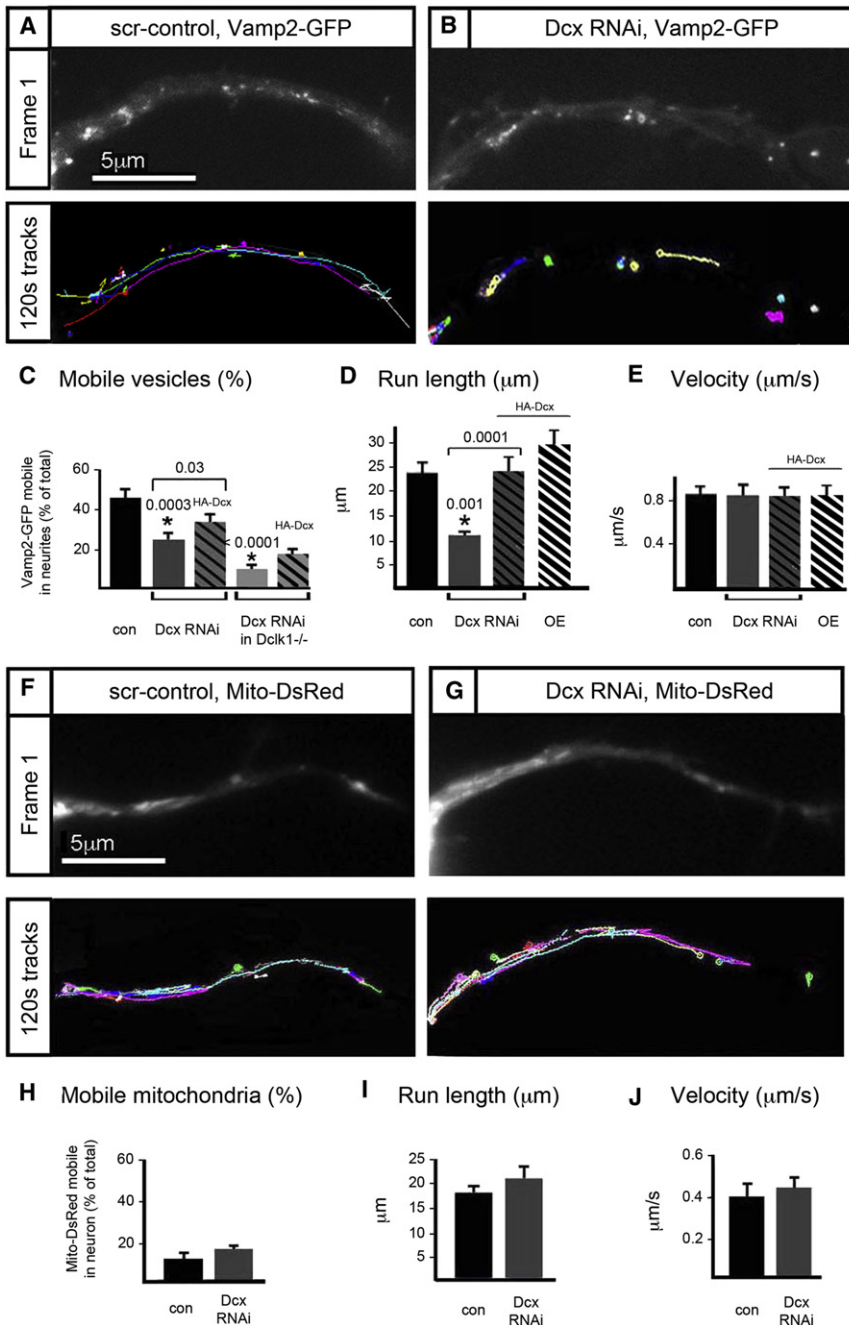 A scr-control, Vamp2-GFP
B Dcx RNAi, Vamp2-GFP
Frame 1
5μm
120s tracks
C Mobile vesicles (%)
Vamp2-GFP mobile
in neurites (% of total)
60
40
20
0.03
0.0003
HA-Dcx
*
< 0.0001
HA-Dcx
*
con
Dcx RNAi
Dcx RNAi
in Dclk1-/-
D Run length (μm)
μm
30
25
20
15
10
5
HA-Dcx
0.0001
0.001
*
con
Dcx RNAi
OE
E Velocity (μm/s)
μm/s
0.8
0.4
HA-Dcx
con
Dcx RNAi
OE
F scr-control, Mito-DsRed
G Dcx RNAi, Mito-DsRed
Frame 1
5μm
120s tracks
H Mobile mitochondria (%)
Mito-DsRed mobile
in neuron (% of total)
60
40
20
con
Dcx
RNAi
I Run length (μm)
μm
25
20
15
10
5
con
Dcx
RNAi
J Velocity (μm/s)
μm/s
0.6
0.4
0.2
con
Dcx
RNAi